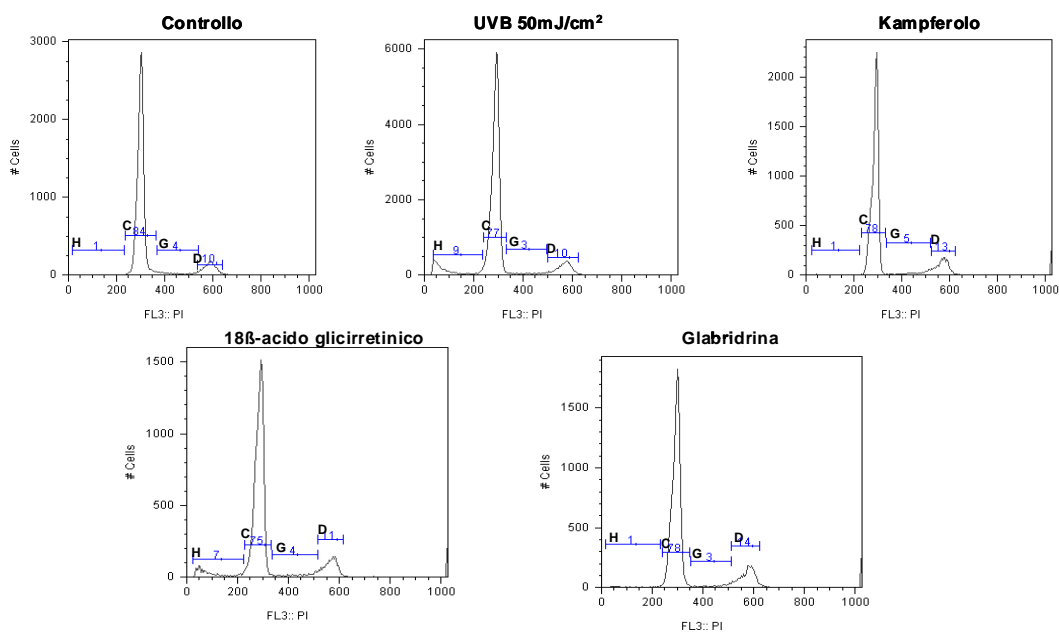 Controllo
3000
2000
1000
0
# Cells
H 1, C 84 G 4, D 10
0 200 400 600 800 1000
FL3:: PI
UVB 50mJ/cm²
6000
4000
2000
0
# Cells
H 9, C 77 G 3, D 10
0 200 400 600 800 1000
FL3:: PI
Kampferolo
2000
1500
1000
500
0
# Cells
H 1 C 78 G 5, D 13
0 200 400 600 800 1000
FL3:: PI
18ß-acido glicirretinico
1500
1000
500
0
# Cells
H 7, C 75 G 4, D
0 200 400 600 800 1000
FL3:: PI
Glabridrina
1500
1000
500
0
# Cells
H 1, C 78 G 3, D 14
0 200 400 600 800 1000
FL3:: PI